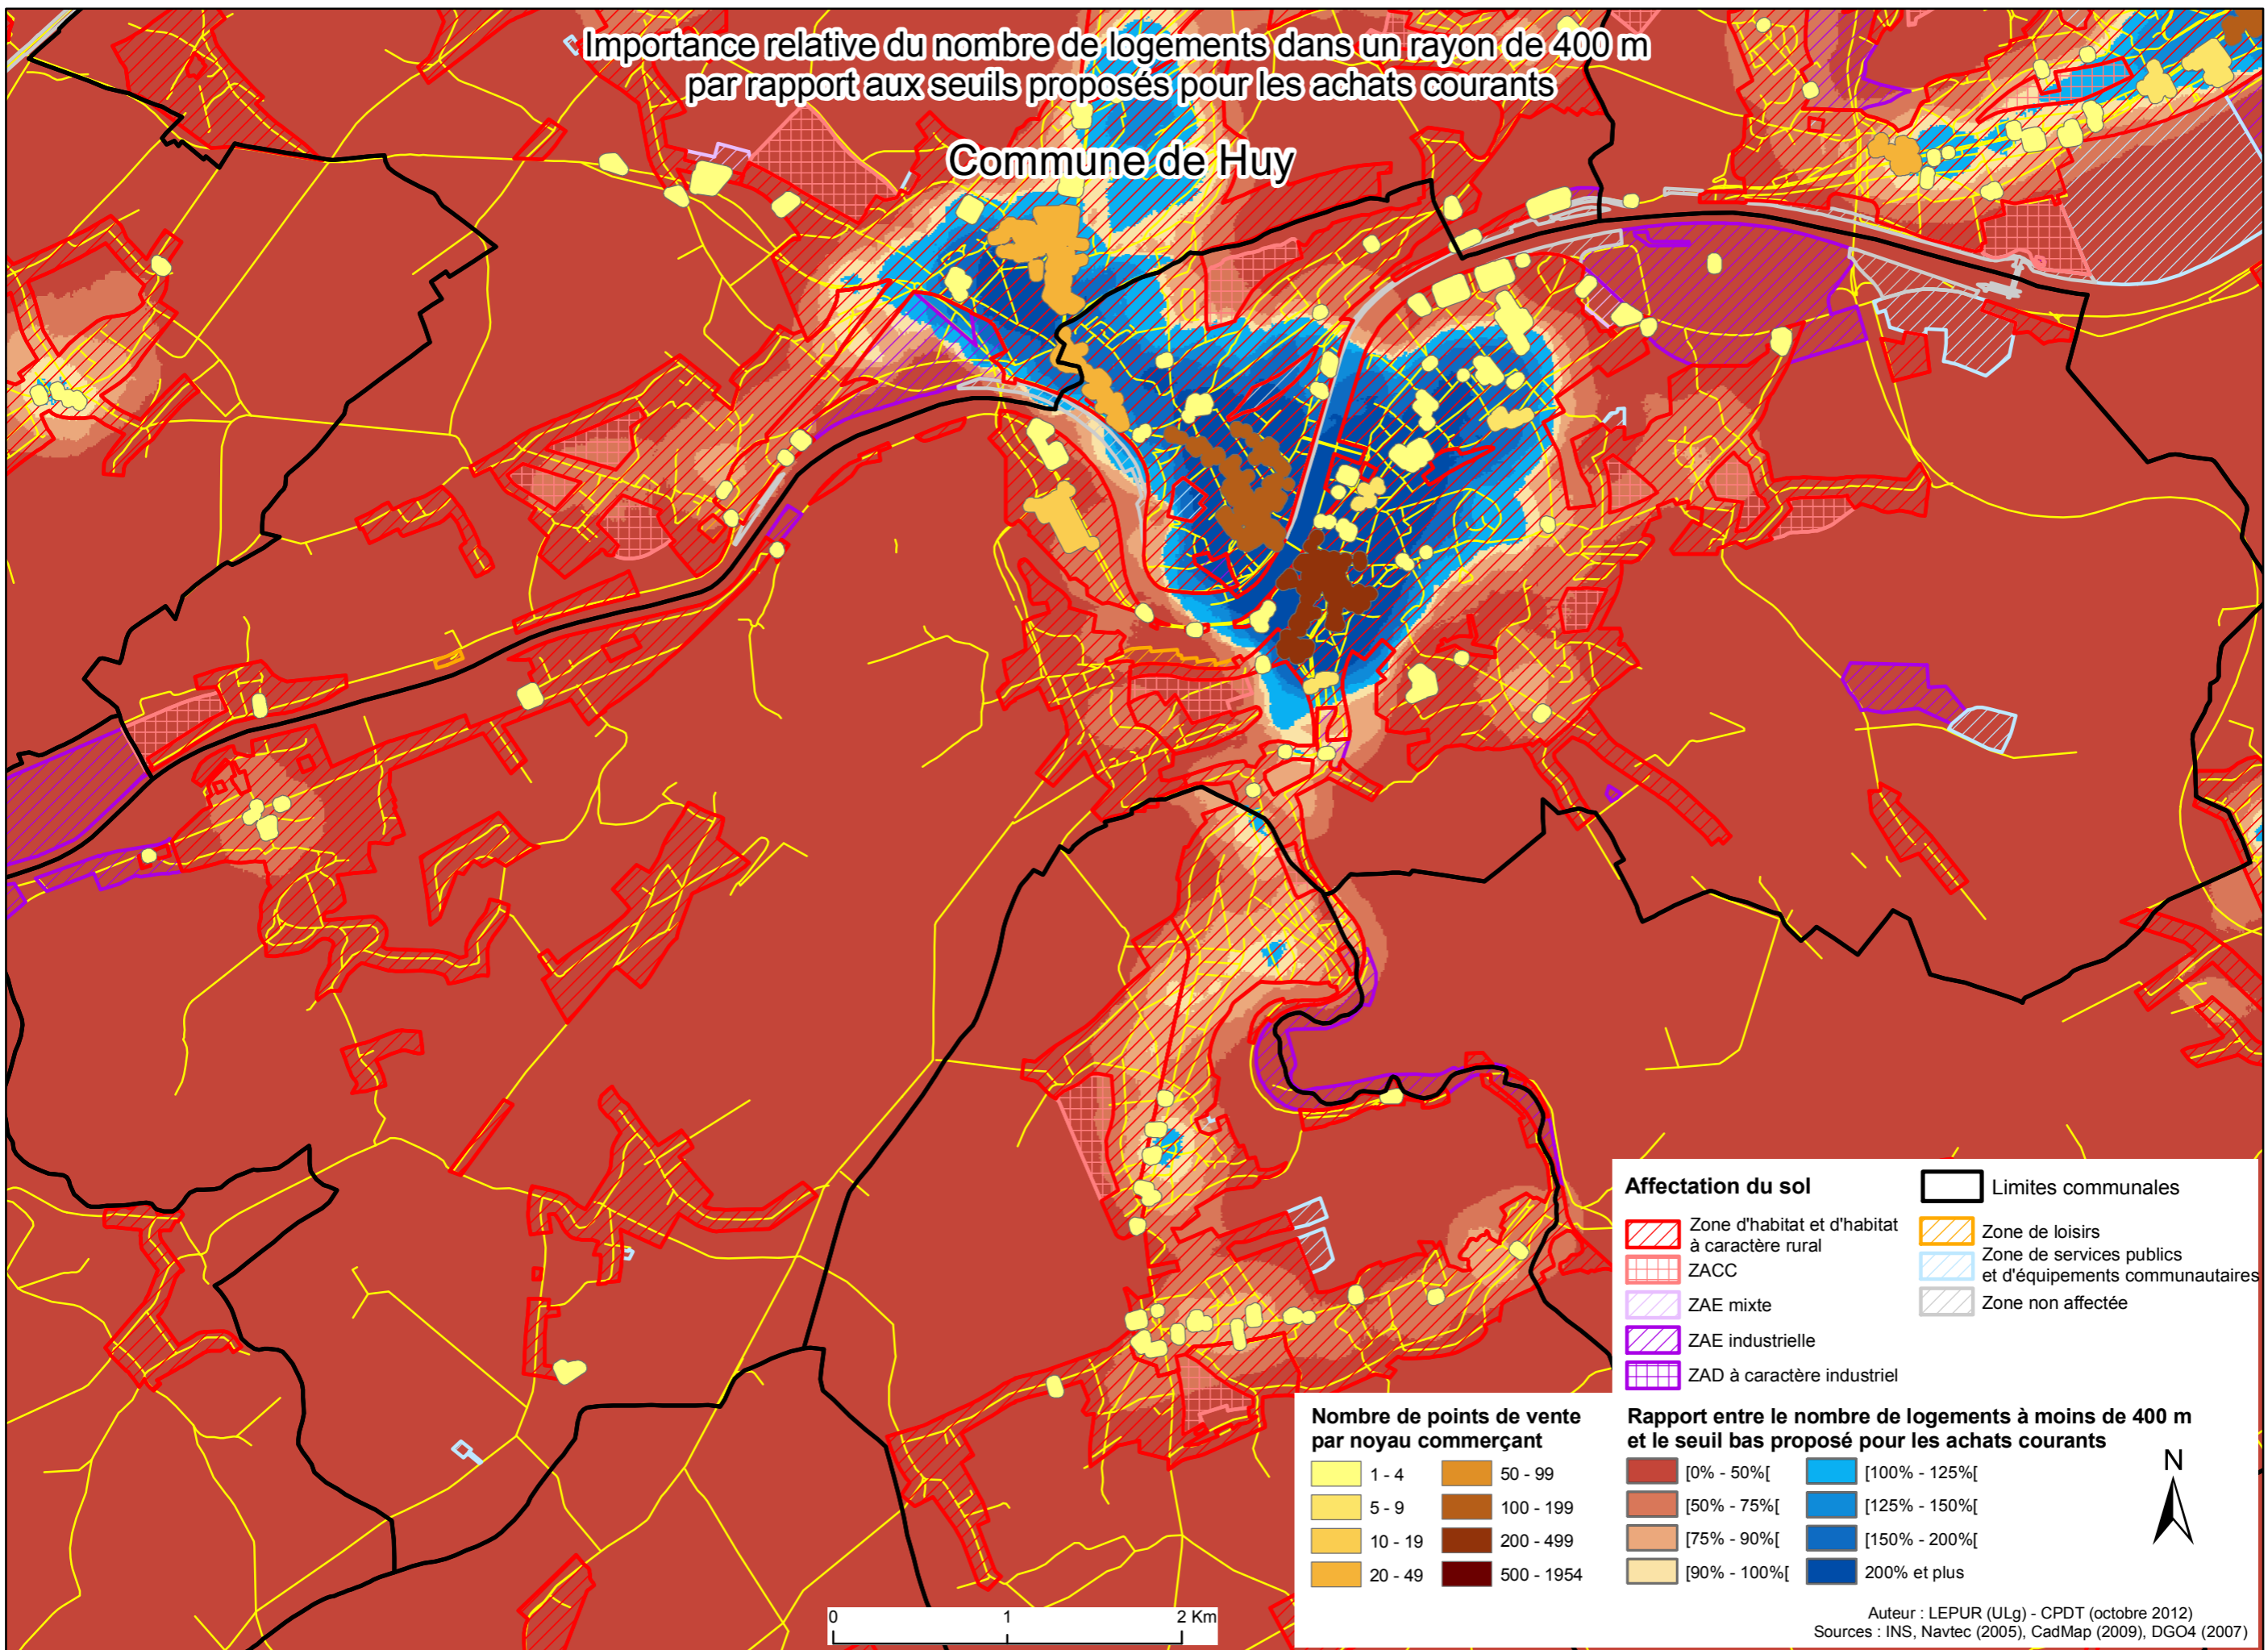 Importance relative du nombre de logements dans un rayon de 400 m
par rapport aux seuils proposés pour les achats courants
Commune de Huy
Affectation du sol
Zone d'habitat et d'habitat
à caractère rural
ZACC
ZAE mixte
ZAE industrielle
ZAD à caractère industriel
Limites communales
Zone de loisirs
Zone de services publics
et d'équipements communautaires
Zone non affectée
Nombre de points de vente
par noyau commerçant
1 - 4
5 - 9
10 - 19
20 - 49
50 - 99
100 - 199
200 - 499
500 - 1954
Rapport entre le nombre de logements à moins de 400 m
et le seuil bas proposé pour les achats courants
[0% - 50%[
[50% - 75%[
[75% - 90%[
[90% - 100%[
[100% - 125%[
[125% - 150%[
[150% - 200%[
200% et plus
N
0 1 2 Km
Auteur : LEPUR (ULg) - CPDT (octobre 2012)
Sources : INS, Navtec (2005), CadMap (2009), DGO4 (2007)